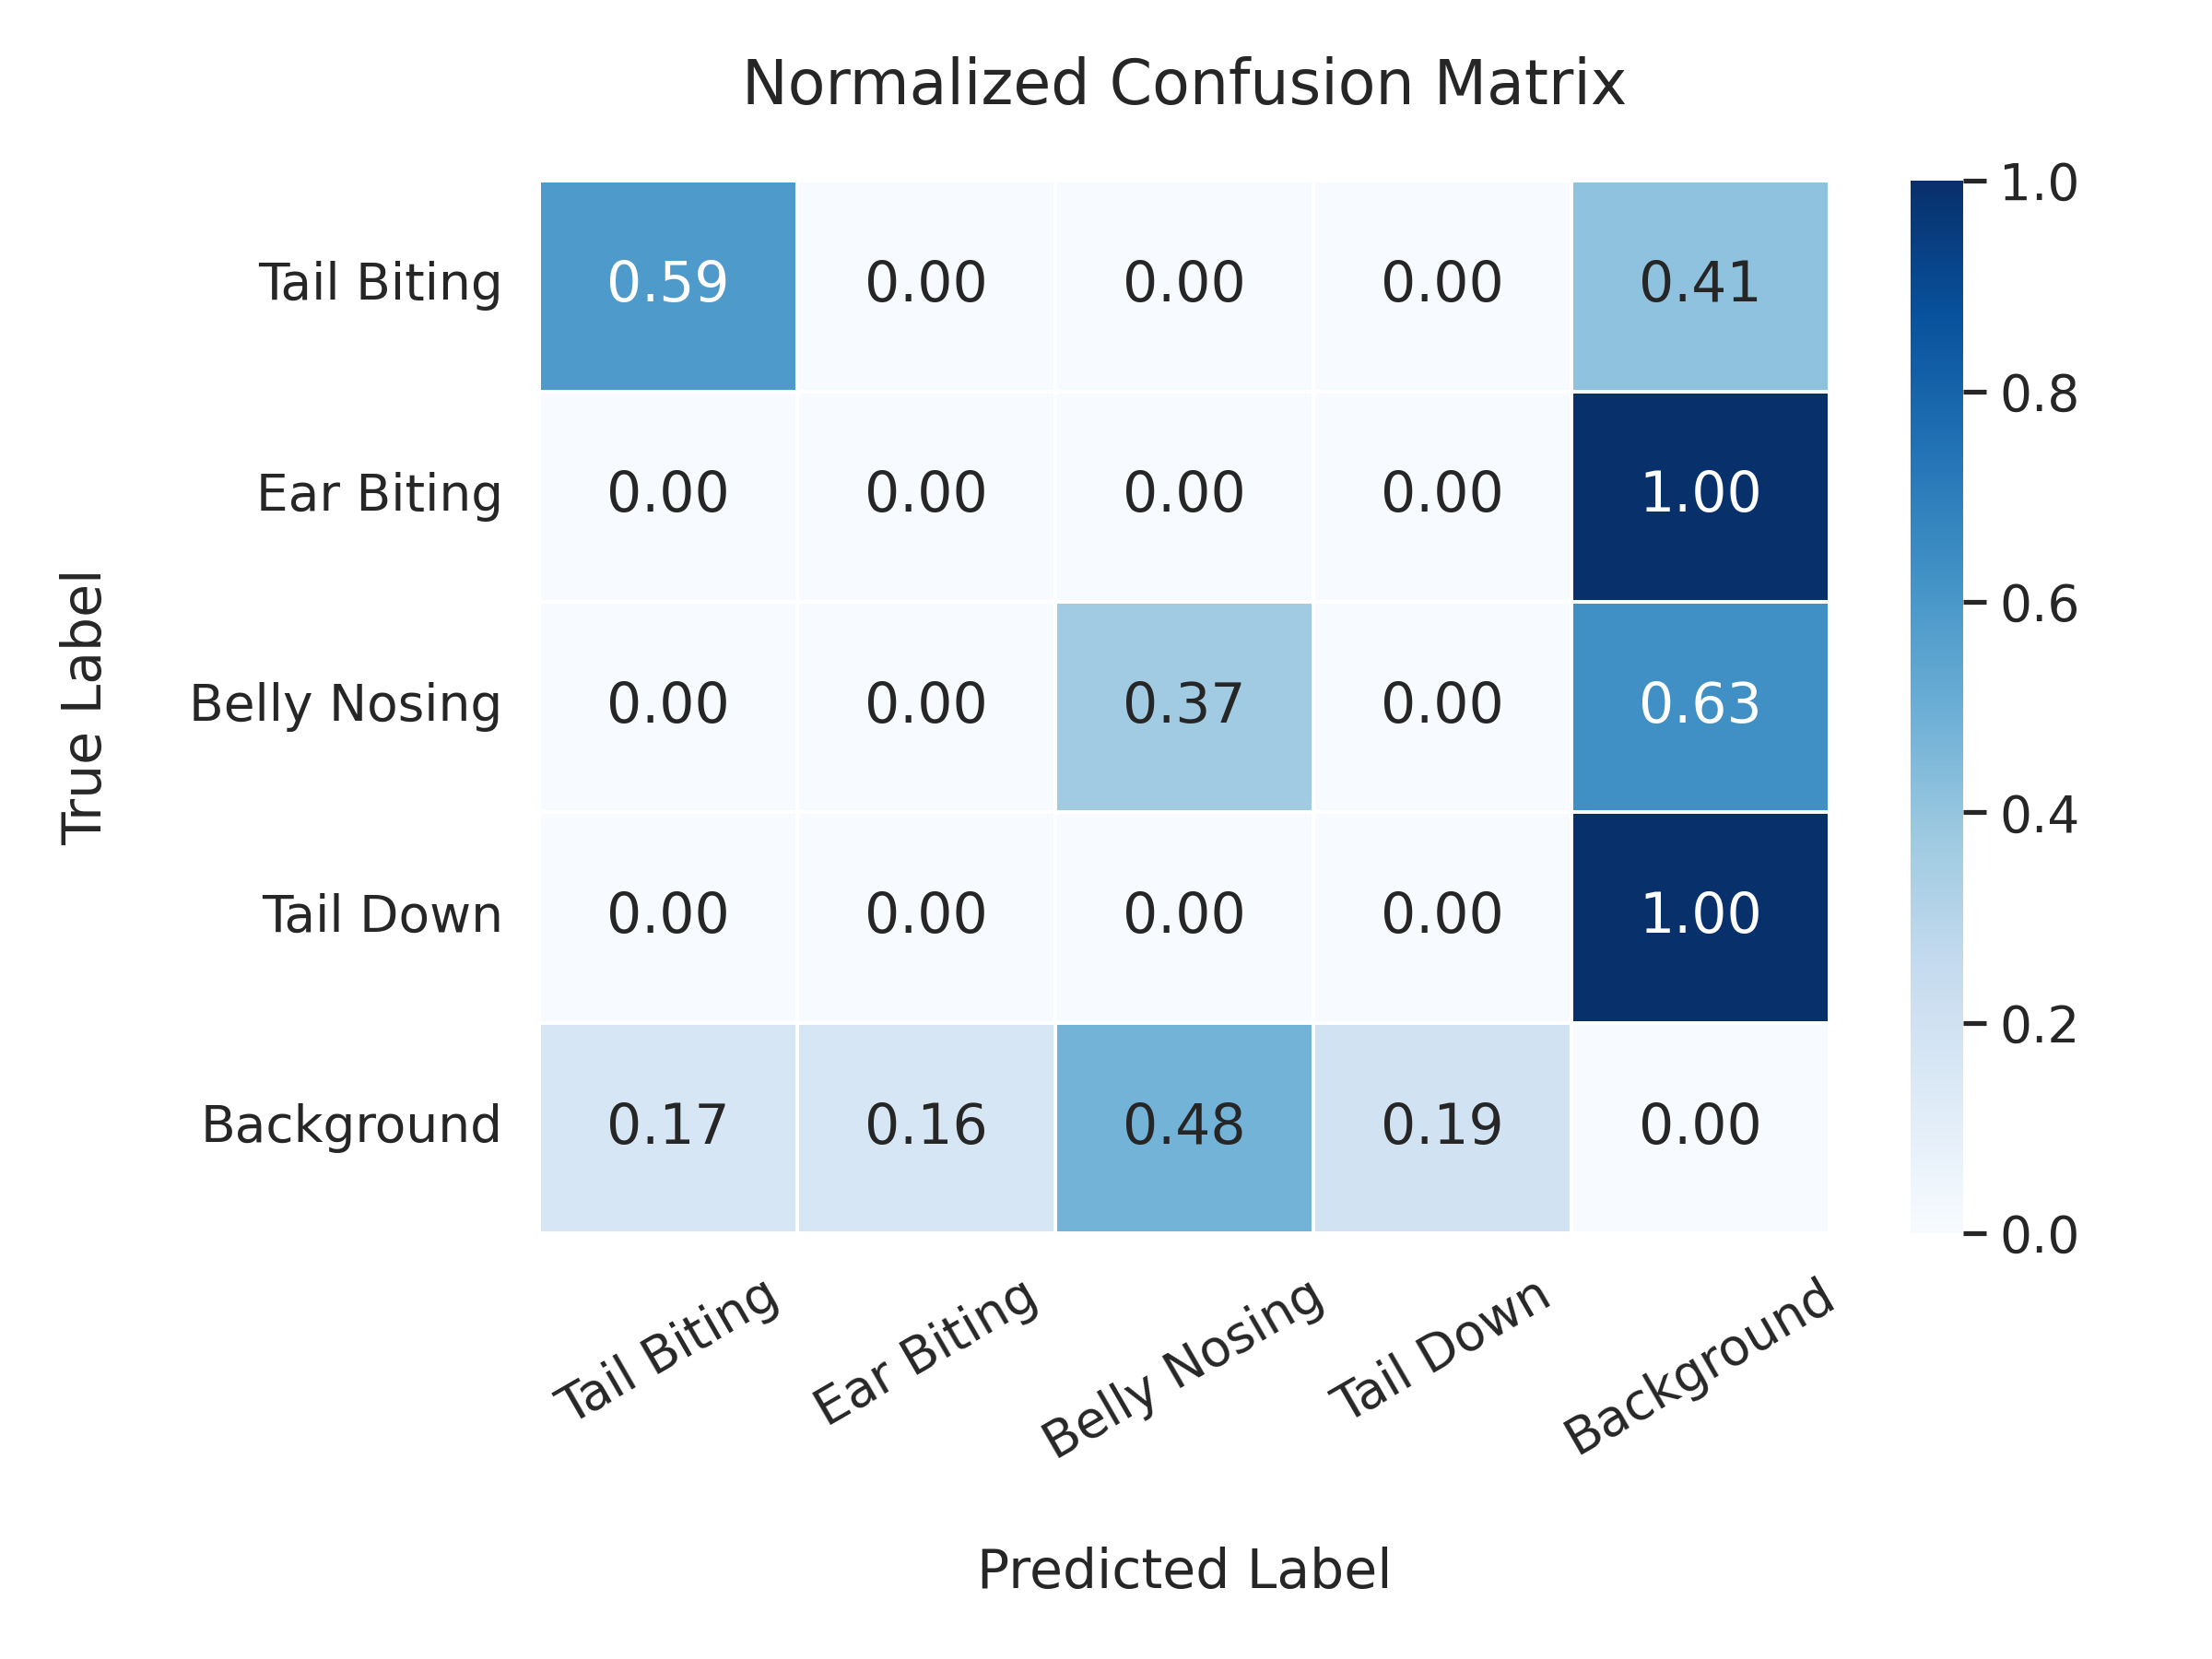 Normalized Confusion Matrix
Tail Biting 0.59 0.00 0.00 0.00 0.41
Ear Biting 0.00 0.00 0.00 0.00 1.00
Belly Nosing 0.00 0.00 0.37 0.00 0.63
Tail Down 0.00 0.00 0.00 0.00 1.00
Background 0.17 0.16 0.48 0.19 0.00
Tail Biting Ear Biting Belly Nosing Tail Down Background
Predicted Label
True Label
1.0
0.8
0.6
0.4
0.2
0.0